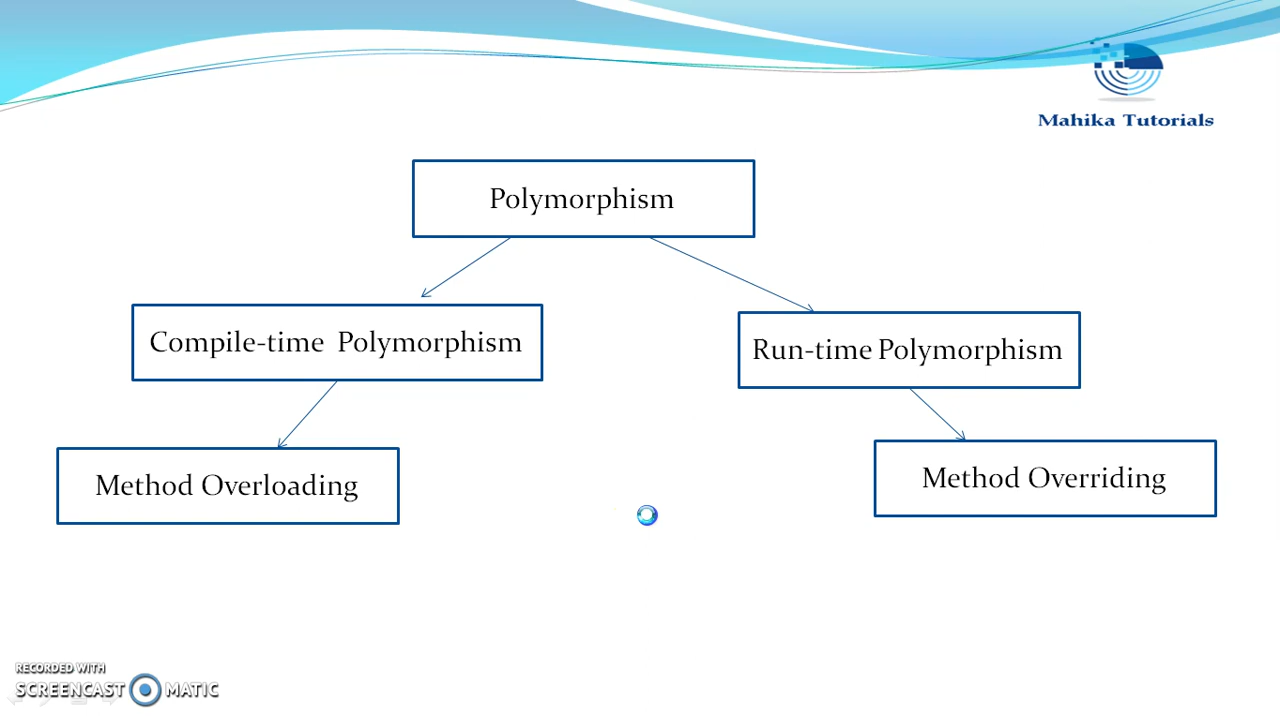 Mahika Tutorials
Polymorphism
Compile-time Polymorphism
Run-time Polymorphism
Method Overloading
Method Overriding
RECORDED WITH
SCREENCAST MATIC